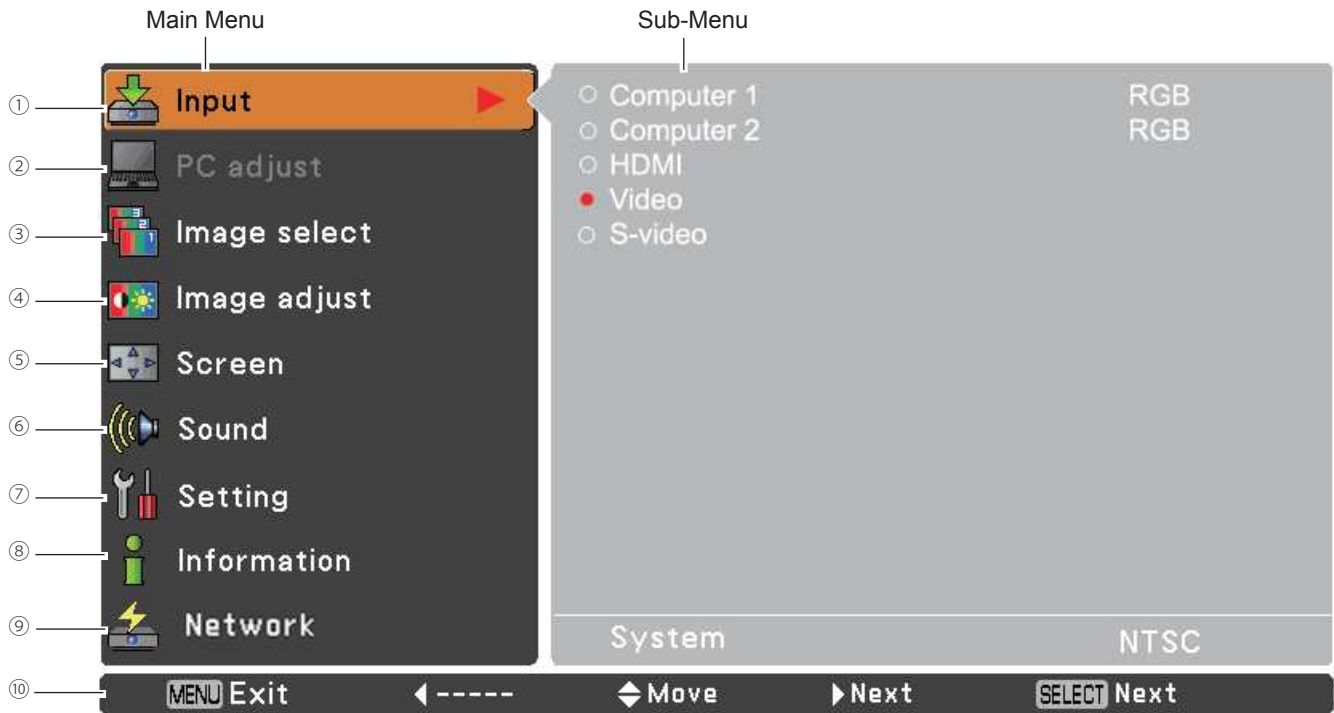 Main Menu Sub-Menu
① Input Computer 1 RGB
Computer 2 RGB
② PC adjust HDMI
Video
③ Image select S-video
④ Image adjust
⑤ Screen
⑥ Sound
⑦ Setting
⑧ Information
⑨ Network System NTSC
⑩ MENU Exit ----- Move Next SELECT Next